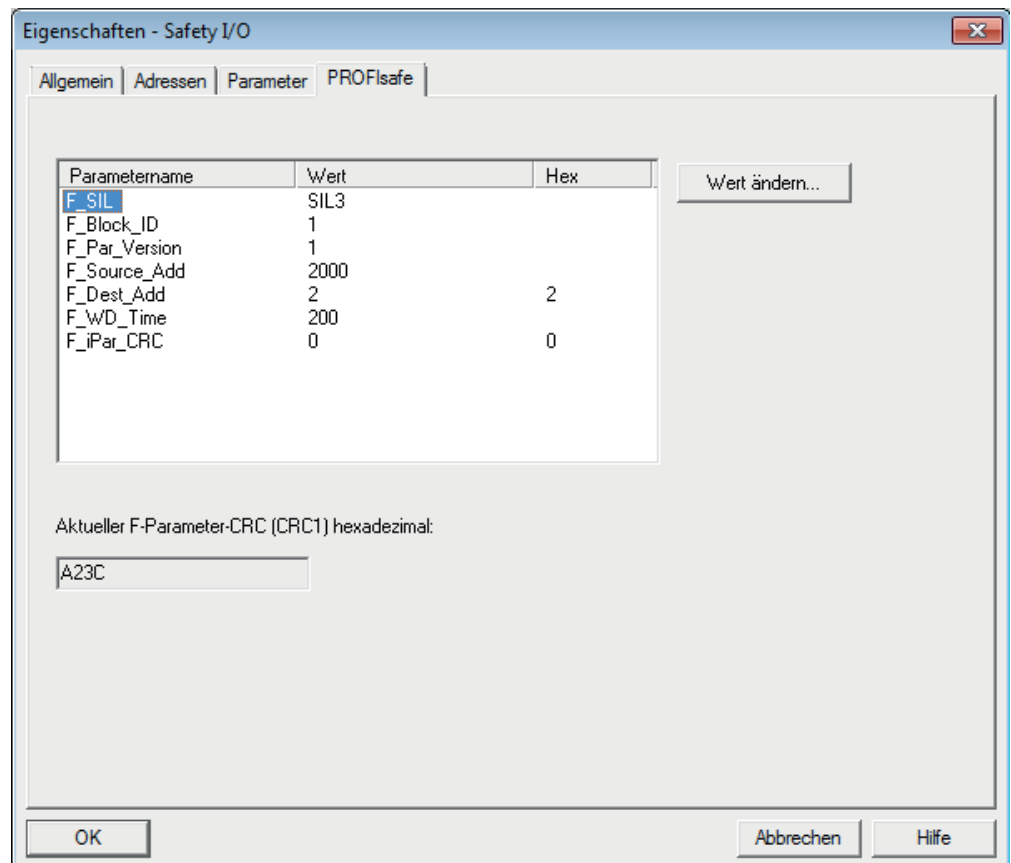 Eigenschaften - Safety I/O
Allgemein Adressen Parameter PROFIsafe
Parametername Wert Hex
Wert ändern...
F_SIL SIL3
F_Block_ID 1
F_Par_Version 1
F_Source_Add 2000
F_Dest_Add 2 2
F_WD_Time 200
F_iPar_CRC 0 0
Aktueller F-Parameter-CRC (CRC1) hexadezimal:
A23C
OK Abbrechen Hilfe